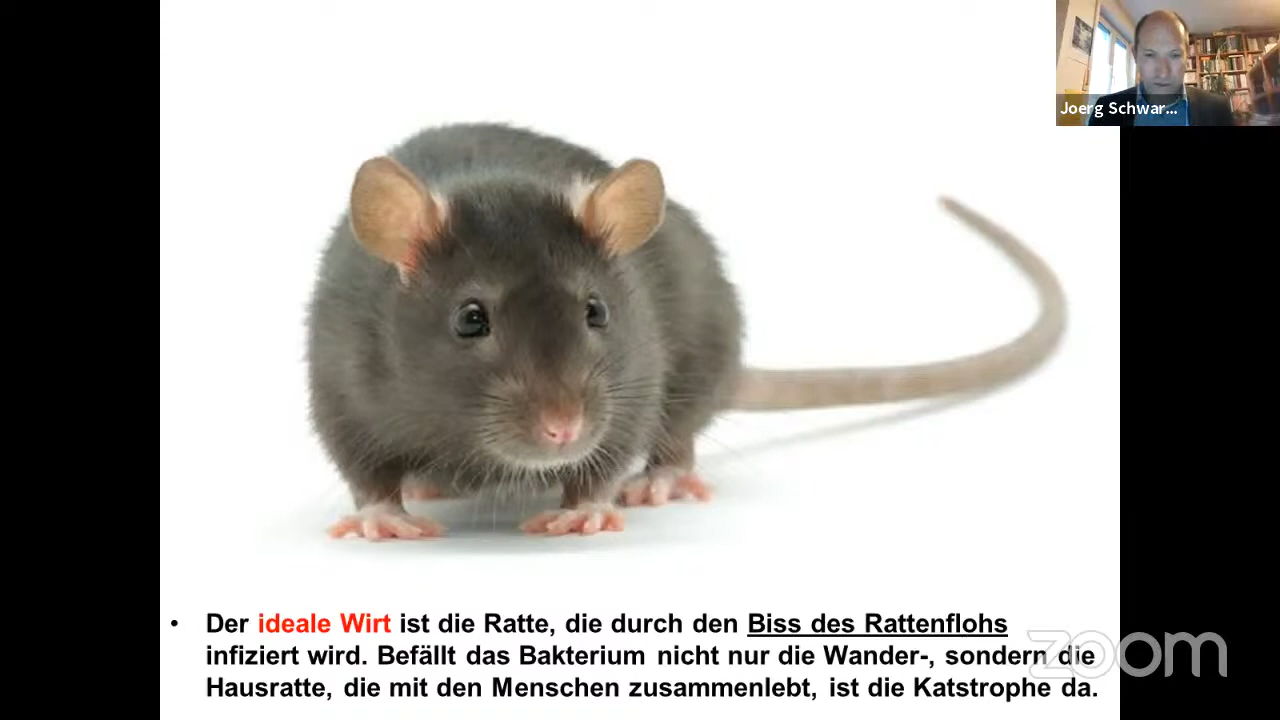 Joerg Schwar...
• Der ideale Wirt ist die Ratte, die durch den Biss des Rattenflohs
infiziert wird. Befällt das Bakterium nicht nur die Wander-, sondern die
Hausratte, die mit den Menschen zusammenlebt, ist die Katstrophe da.
zoom